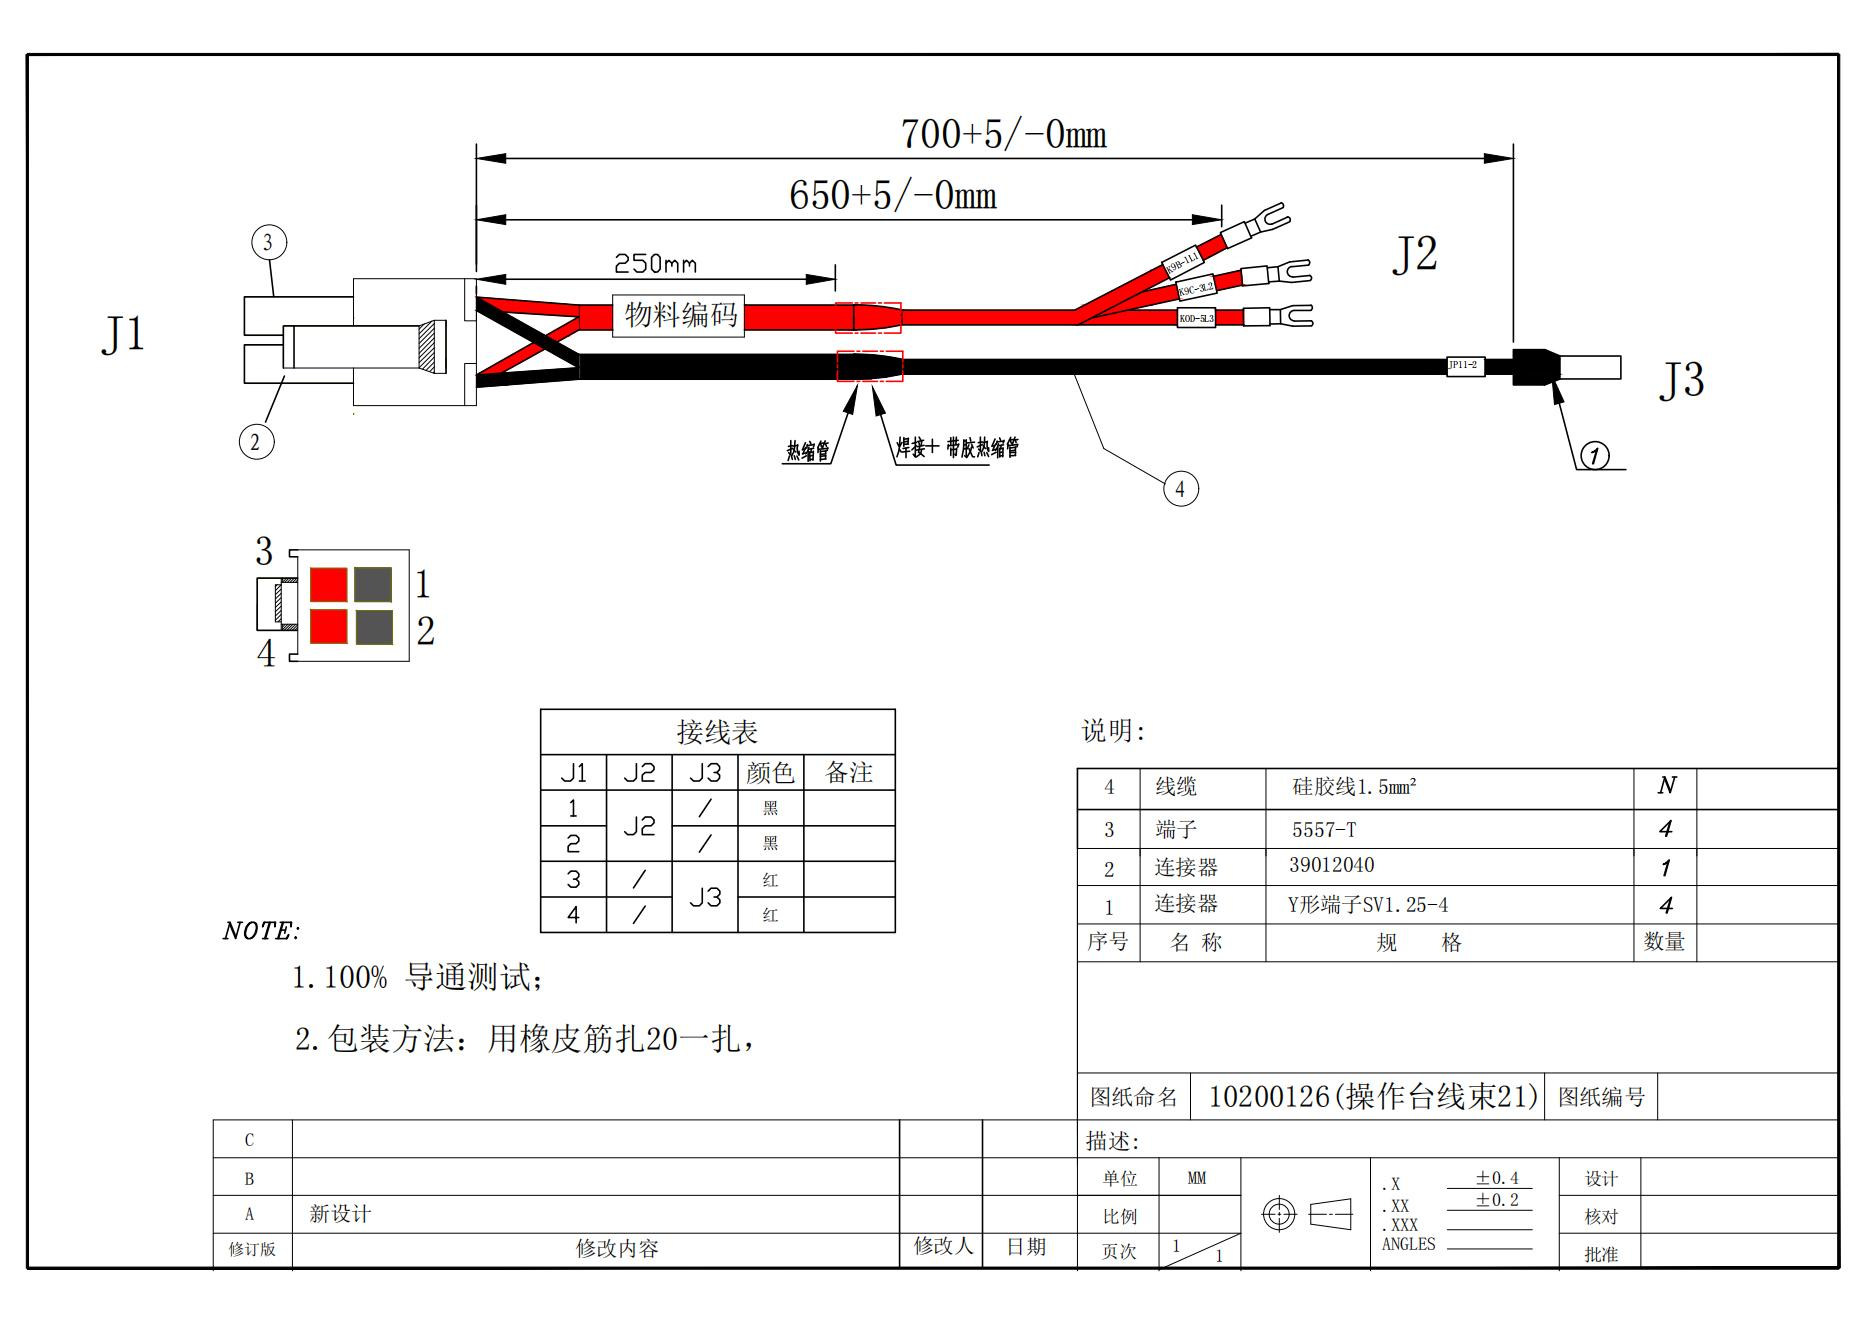 700+5/-0mm
650+5/-0mm
250mm
3
J1
2
物料编码
K9B-1L1
K9C-3L2
KOD-5L3
J2
JP11-2
J3
热缩管
焊接+ 带胶热缩管
4
1
3
1
2
4
接线表
J1 J2 J3 颜色 备注
1 J2 / 黑
2 / 黑
3 / J3 红
4 / 红
说明:
4 线缆 硅胶线1.5mm² N
3 端子 5557-T 4
2 连接器 39012040 1
1 连接器 Y形端子SV1.25-4 4
序号 名 称 规 格 数量
NOTE:
1.100% 导通测试;
2.包装方法: 用橡皮筋扎20一扎,
图纸命名 10200126(操作台线束21) 图纸编号
描述:
C
B
A 新设计
修订版 修改内容 修改人 日期
单位 MM
比例
页次 1/1
.X ±0.4
.XX ±0.2
.XXX
ANGLES
设计
核对
批准